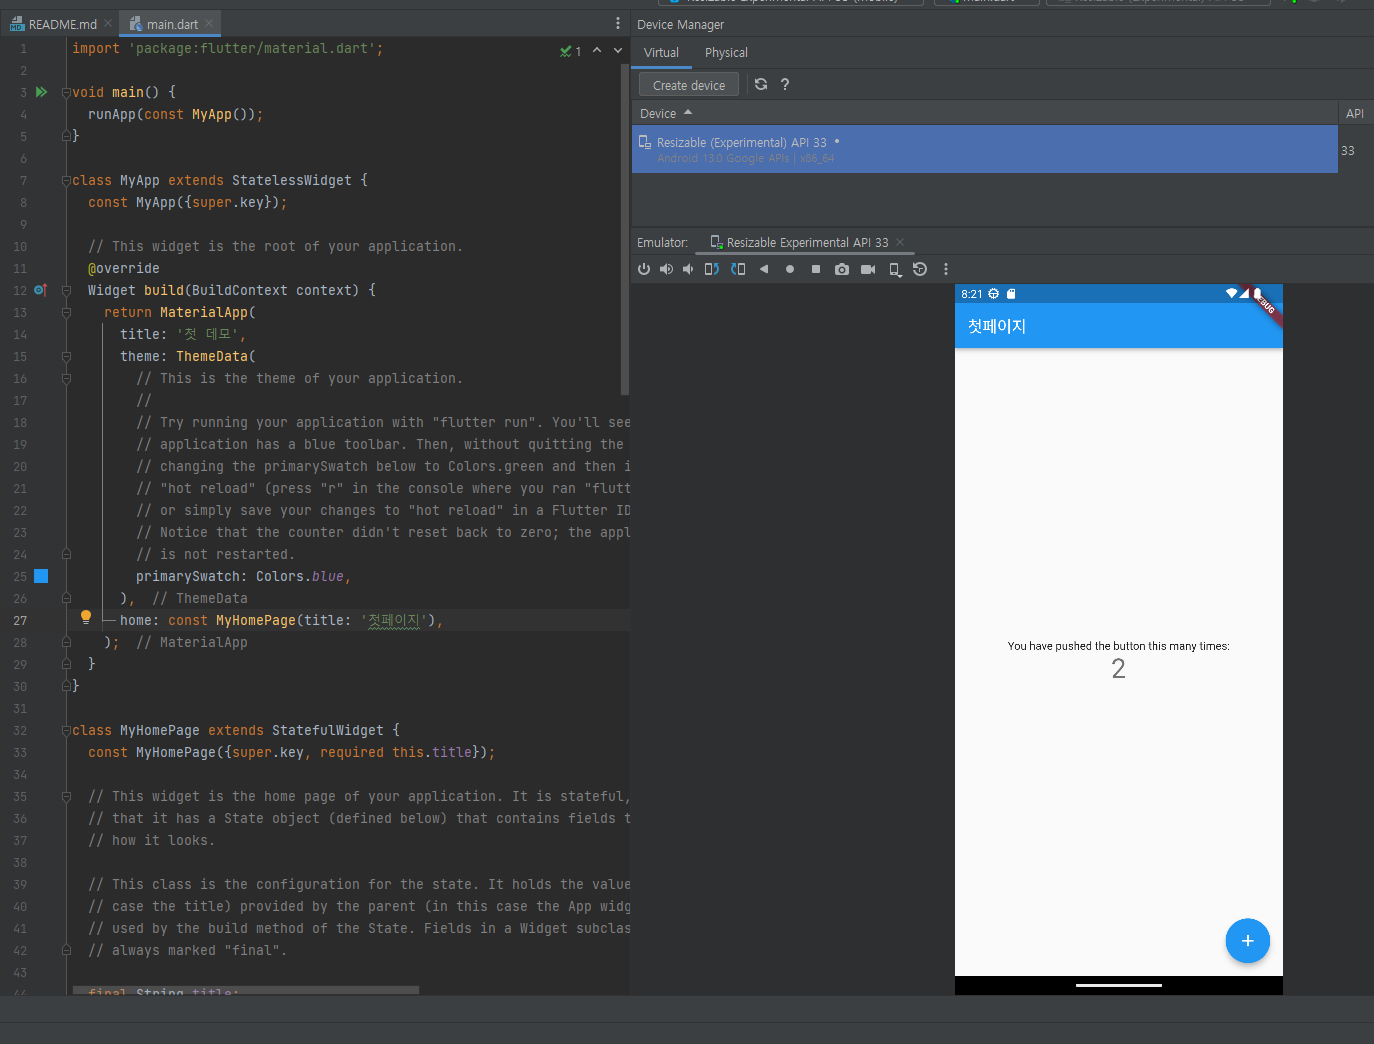 README.md
main.dart
1 import 'package:flutter/material.dart';
1
2
3 void main() {
4 runApp(const MyApp());
5 }
6
7 class MyApp extends StatelessWidget {
8 const MyApp({super.key});
9
10 // This widget is the root of your application.
11 @override
12 Widget build(BuildContext context) {
13 return MaterialApp(
14 title: '첫 데모',
15 theme: ThemeData(
16 // This is the theme of your application.
17 //
18 // Try running your application with "flutter run". You'll see
19 // application has a blue toolbar. Then, without quitting the
20 // changing the primarySwatch below to Colors.green and then i
21 // "hot reload" (press "r" in the console where you ran "flutt
22 // or simply save your changes to "hot reload" in a Flutter ID
23 // Notice that the counter didn't reset back to zero; the appl
24 // is not restarted.
25 primarySwatch: Colors.blue,
26 ), // ThemeData
27 home: const MyHomePage(title: '첫페이지'),
28 ); // MaterialApp
29 }
30 }
31
32 class MyHomePage extends StatefulWidget {
33 const MyHomePage({super.key, required this.title});
34
35 // This widget is the home page of your application. It is stateful,
36 // that it has a State object (defined below) that contains fields t
37 // how it looks.
38
39 // This class is the configuration for the state. It holds the value
40 // case the title) provided by the parent (in this case the App widg
41 // used by the build method of the State. Fields in a Widget subclas
42 // always marked "final".
43
44 final String title;
Device Manager
Virtual Physical
Create device ?
Device API
Resizable (Experimental) API 33
Android 13.0 Google APIs | x86_64
33
Emulator: Resizable Experimental API 33
8:21
DEBUG
첫페이지
You have pushed the button this many times:
2
+